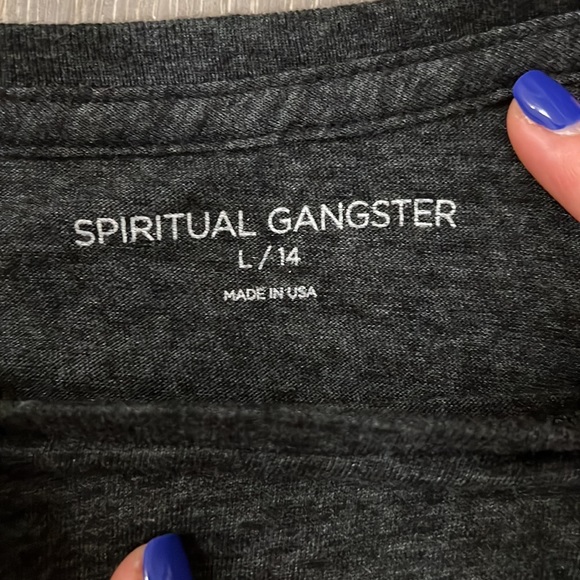 SPIRITUAL GANGSTER
L / 14
MADE IN USA